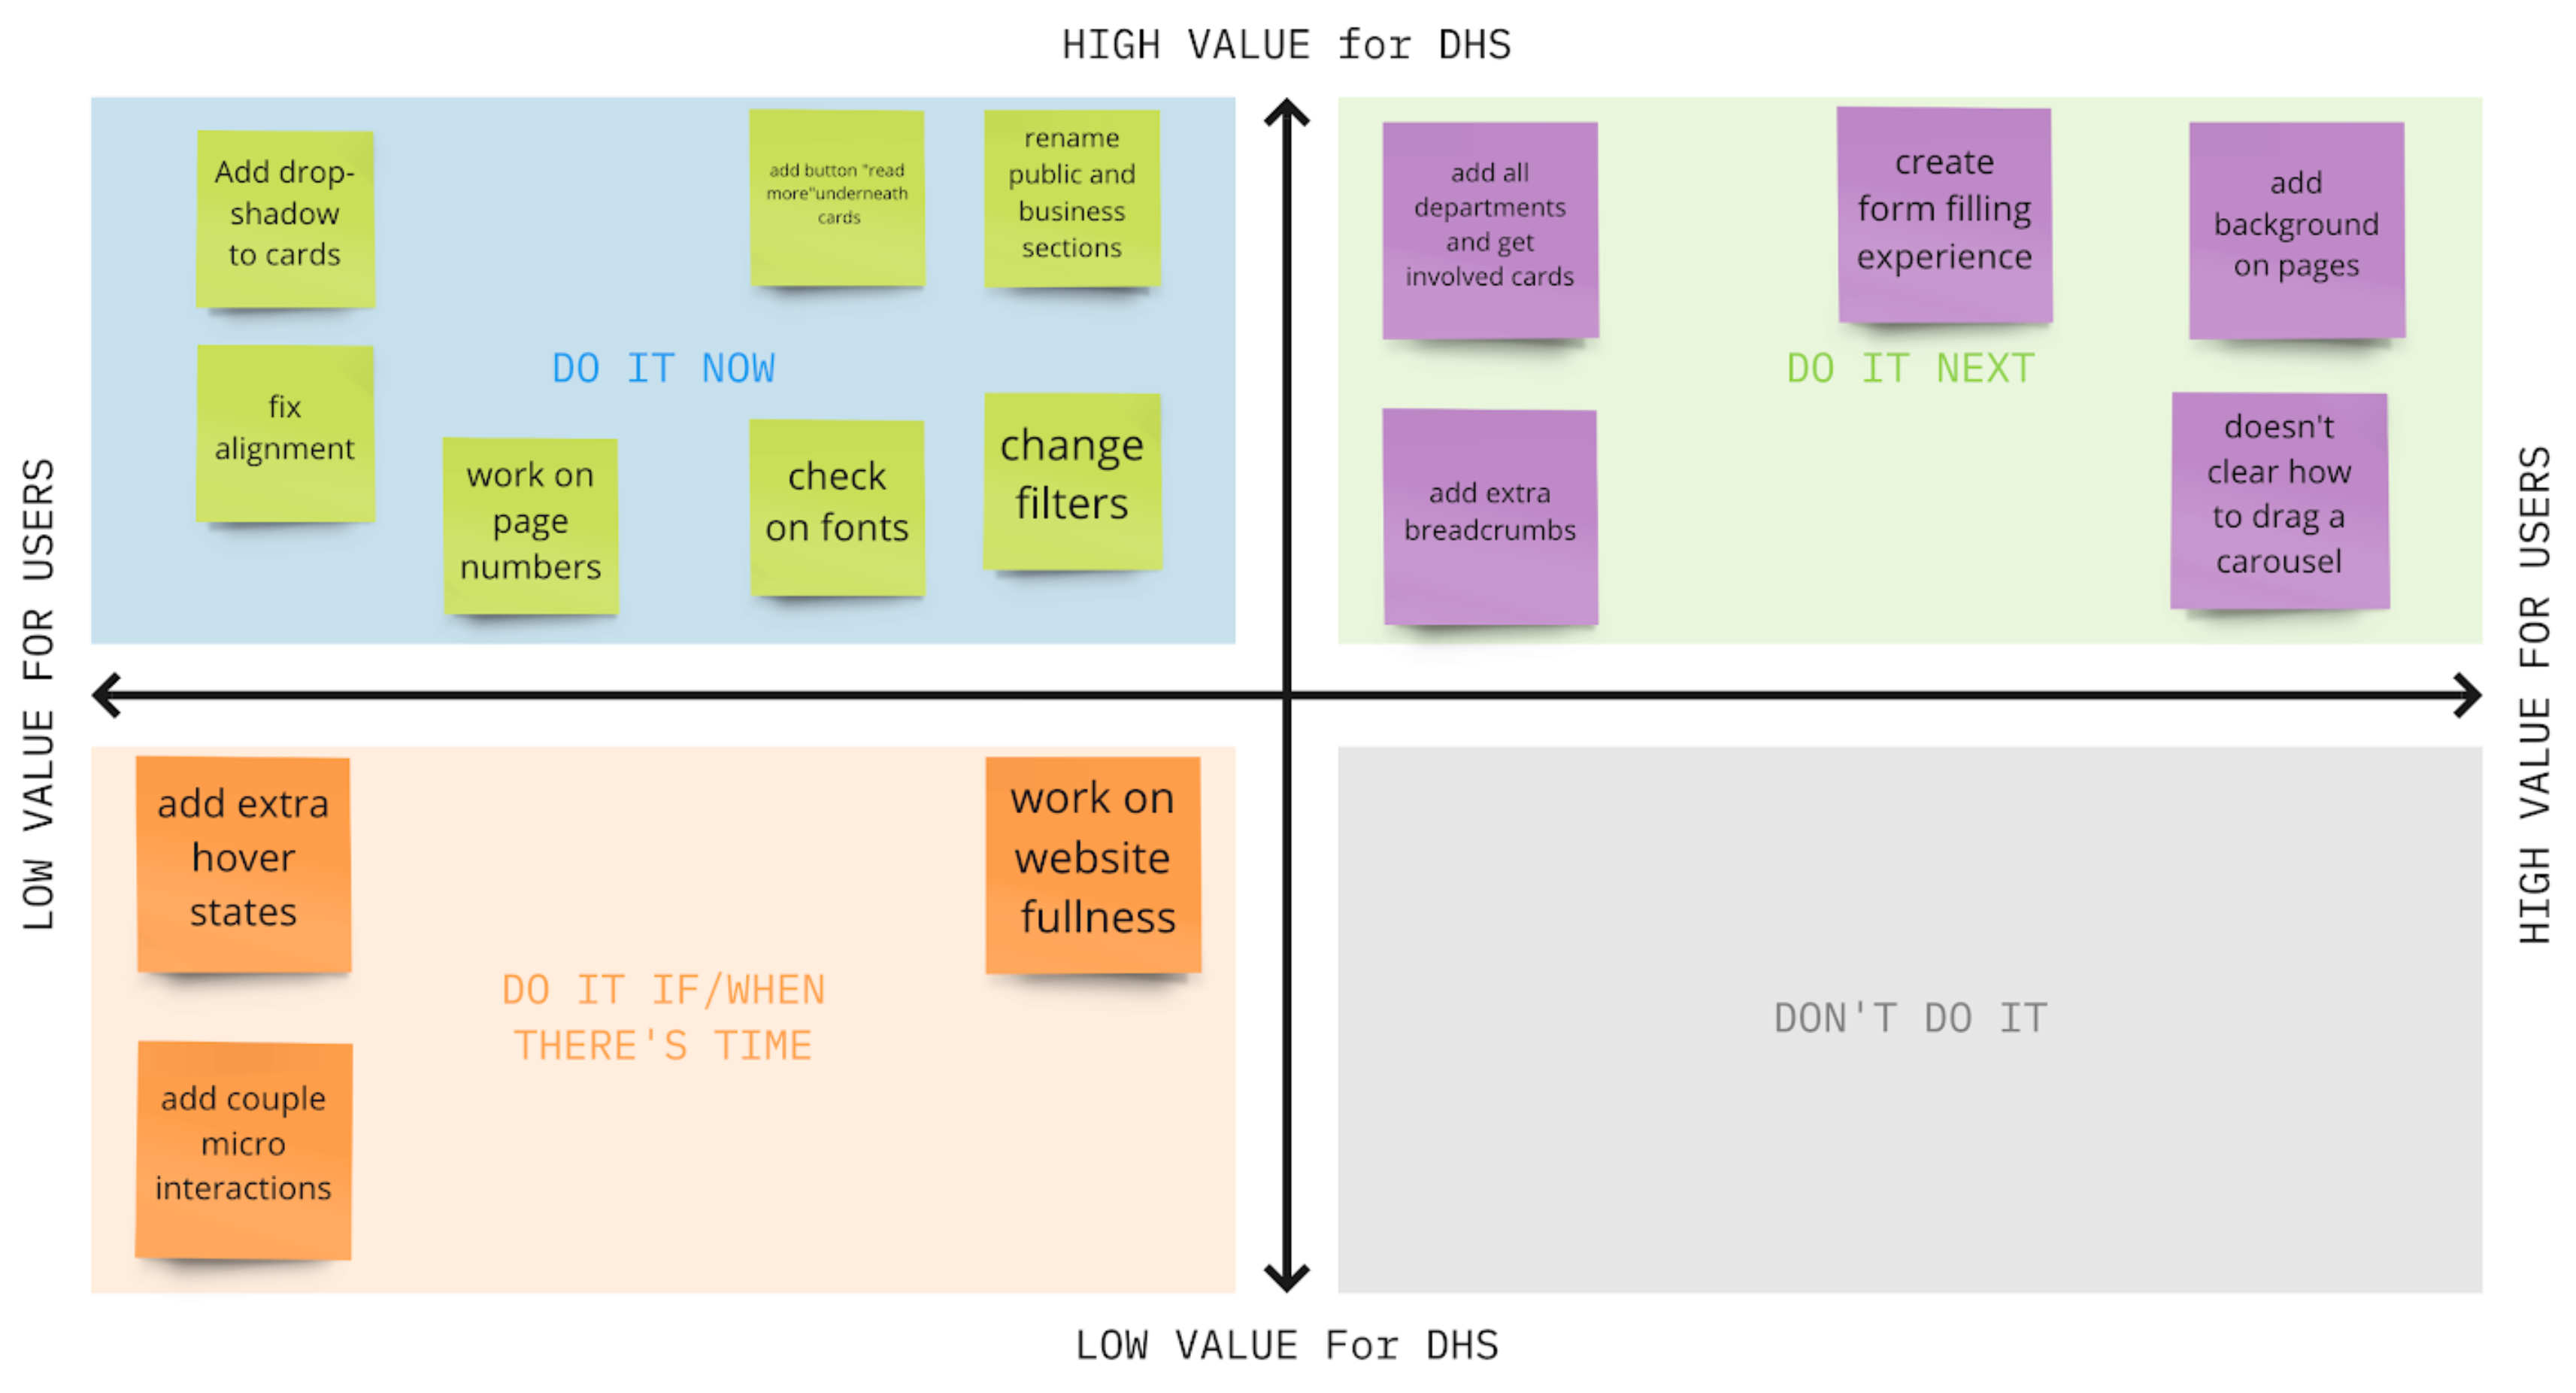 HIGH VALUE for DHS
LOW VALUE FOR USERS
Add drop-
shadow
to cards
add button "read
more"underneath
cards
rename
public and
business
sections
DO IT NOW
fix
alignment
work on
page
numbers
check
on fonts
change
filters
add all
departments
and get
involved cards
create
form filling
experience
add
background
on pages
DO IT NEXT
add extra
breadcrumbs
doesn't
clear how
to drag a
carousel
HIGH VALUE FOR USERS
add extra
hover
states
work on
website
fullness
DO IT IF/WHEN
THERE'S TIME
add couple
micro
interactions
DON'T DO IT
LOW VALUE For DHS